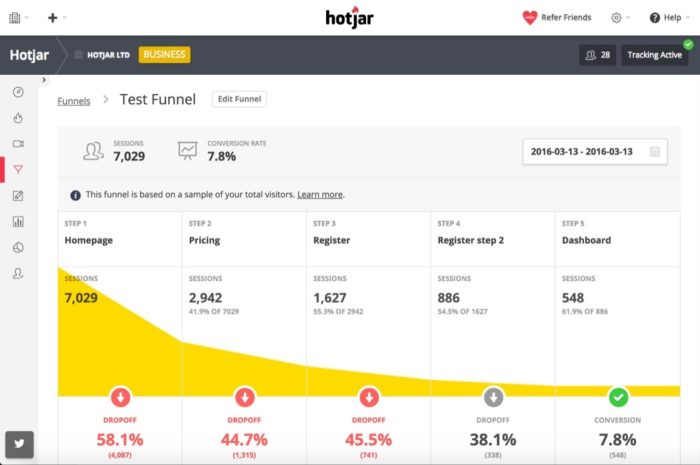 hotjar
Refer Friends
Help
Hotjar
HOTJAR LTD
BUSINESS
28
Tracking Active
Funnels
Test Funnel
Edit Funnel
SESSIONS
7,029
CONVERSION RATE
7.8%
2016-03-13 - 2016-03-13
This funnel is based on a sample of your total visitors. Learn more.
STEP 1
Homepage
STEP 2
Pricing
STEP 3
Register
STEP 4
Register step 2
STEP 5
Dashboard
SESSIONS
7,029
SESSIONS
2,942
41.9% OF 7029
SESSIONS
1,627
55.3% OF 2942
SESSIONS
886
54.5% OF 1627
SESSIONS
548
61.9% OF 886
DROPOFF
58.1%
(4,087)
DROPOFF
44.7%
(1,315)
DROPOFF
45.5%
(741)
DROPOFF
38.1%
(338)
CONVERSION
7.8%
(548)